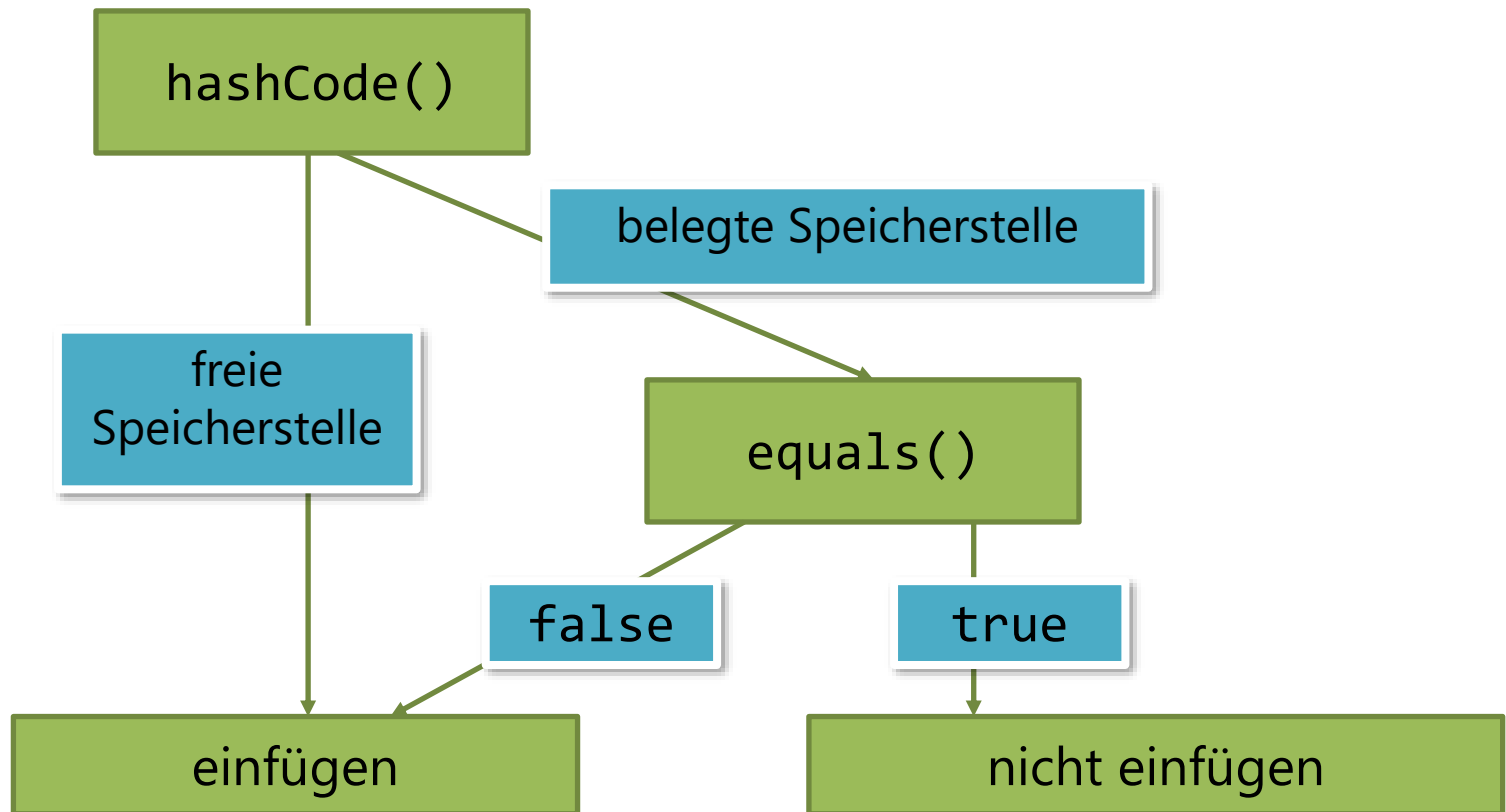 hashCode()
belegte Speicherstelle
freie
Speicherstelle
equals()
false
true
einfügen
nicht einfügen